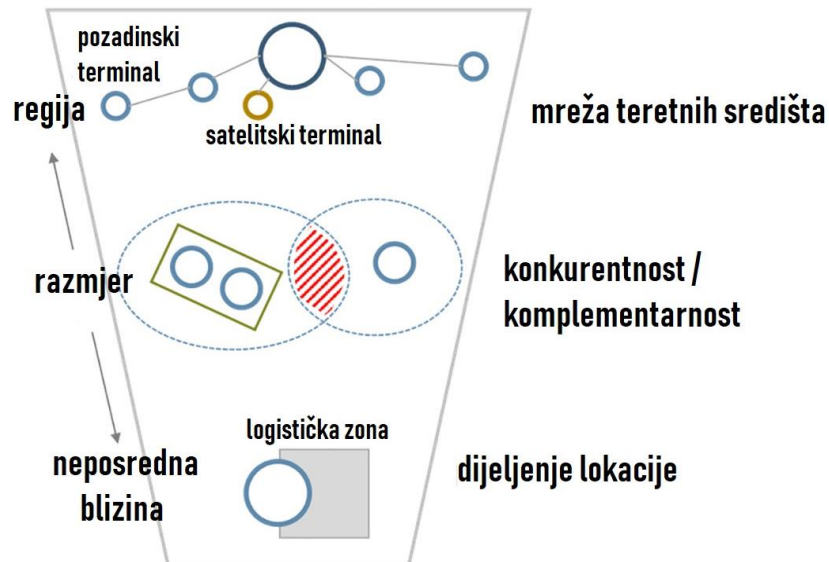 pozadinski
terminal
regija
satelitski terminal
mreža teretnih središta
razmjer
konkurentnost /
komplementarnost
logistička zona
neposredna
blizina
dijeljenje lokacije